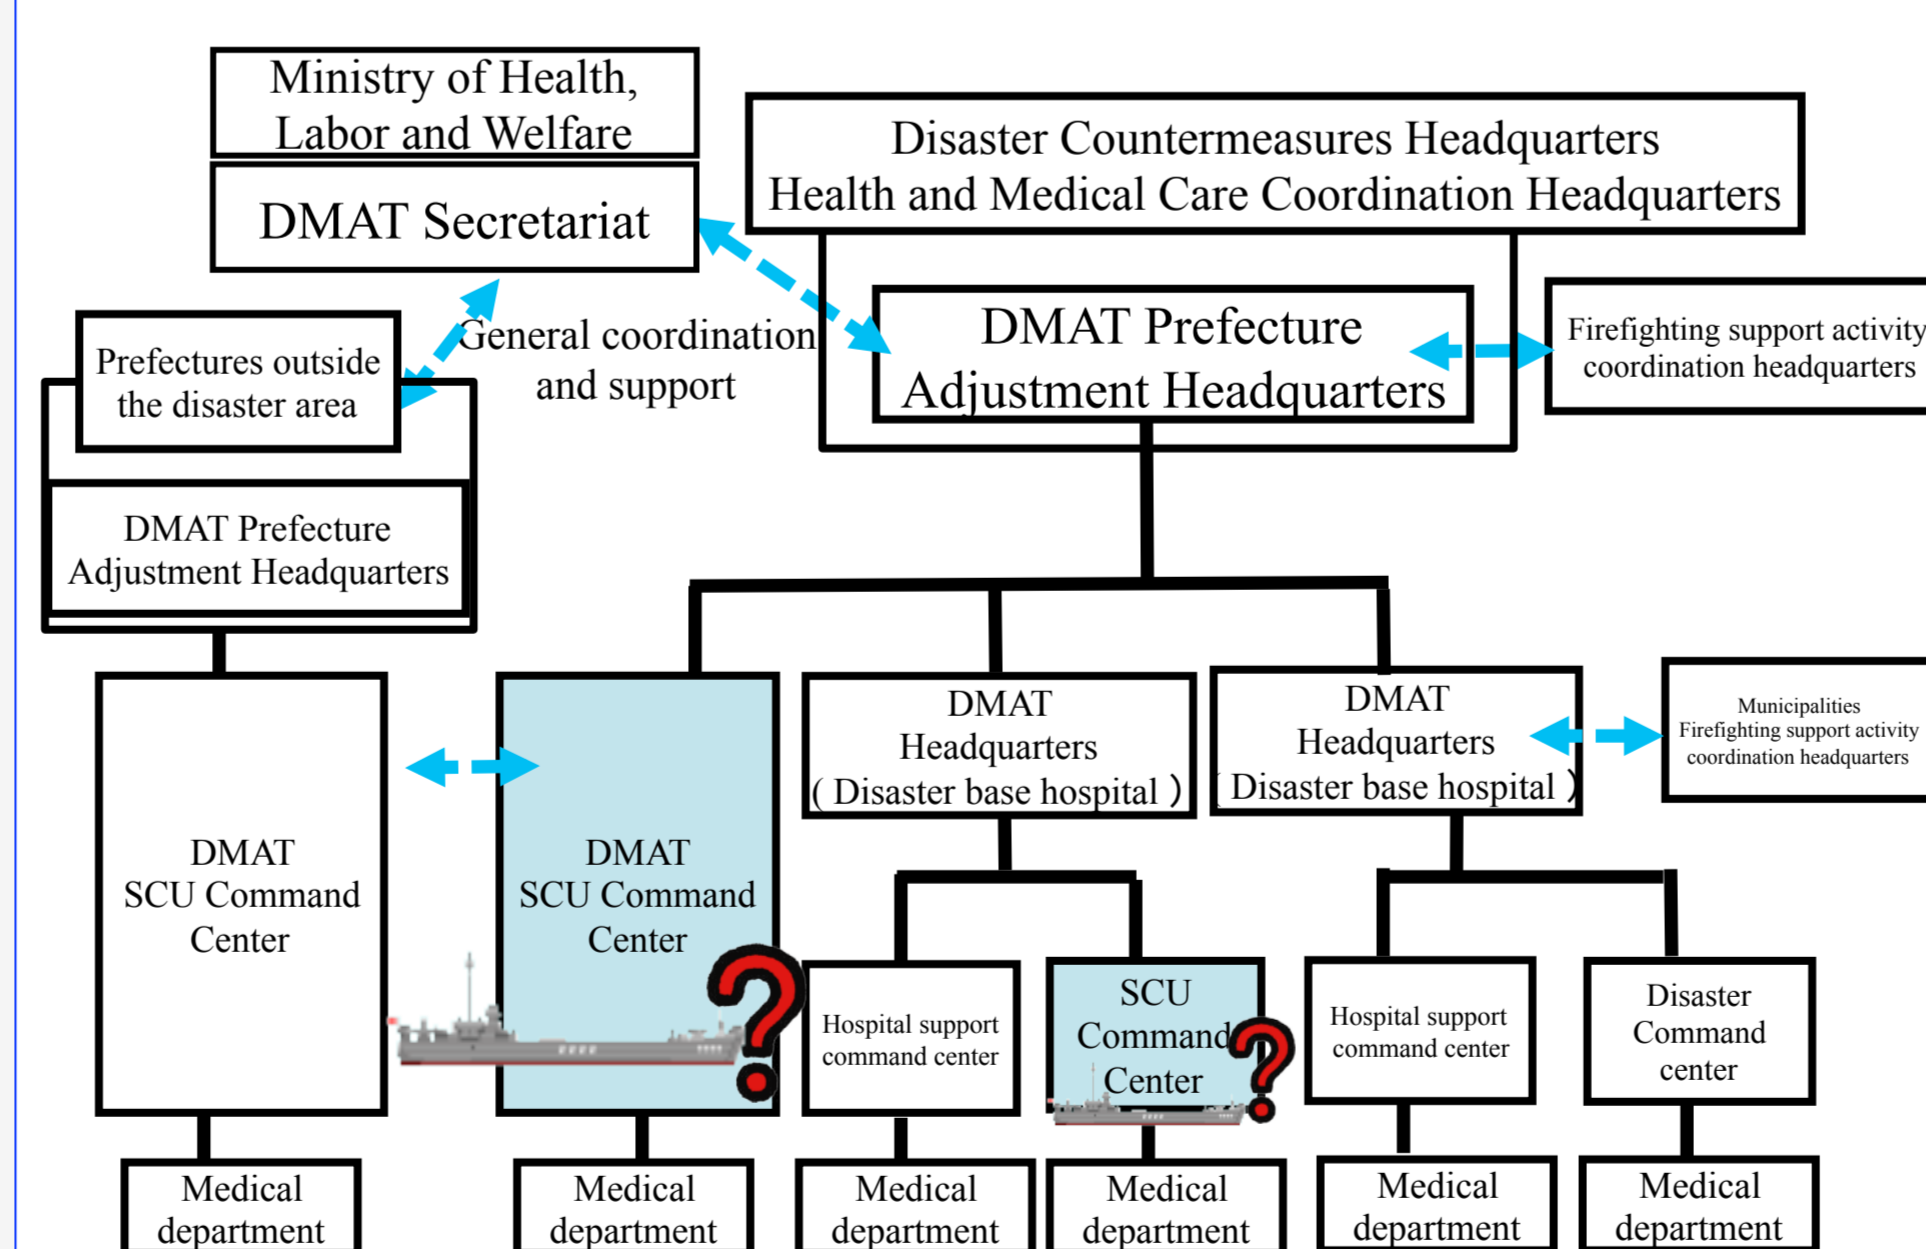 Ministry of Health,
Labor and Welfare
DMAT Secretariat
Disaster Countermeasures Headquarters
Health and Medical Care Coordination Headquarters
General coordination
and support
DMAT Prefecture
Adjustment Headquarters
Firefighting support activity
coordination headquarters
Prefectures outside
the disaster area
DMAT Prefecture
Adjustment Headquarters
DMAT
SCU Command
Center
DMAT
SCU Command
Center
?
DMAT
Headquarters
( Disaster base hospital )
DMAT
Headquarters
( Disaster base hospital )
Municipalities
Firefighting support activity
coordination headquarters
Hospital support
command center
SCU
Command
Center
?
Hospital support
command center
Disaster
Command
center
Medical
department
Medical
department
Medical
department
Medical
department
Medical
department
Medical
department